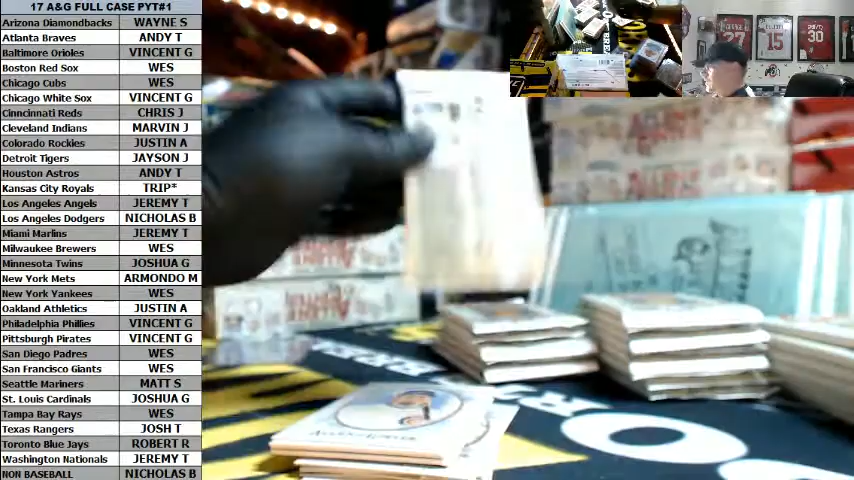 17 A&G FULL CASE PYT#1
Arizona Diamondbacks WAYNE S
Atlanta Braves ANDY T
Baltimore Orioles VINCENT G
Boston Red Sox WES
Chicago Cubs WES
Chicago White Sox VINCENT G
Cinncinati Reds CHRIS J
Cleveland Indians MARVIN J
Colorado Rockies JUSTIN A
Detroit Tigers JAYSON J
Houston Astros ANDY T
Kansas City Royals TRIP*
Los Angeles Angels JEREMY T
Los Angeles Dodgers NICHOLAS B
Miami Marlins JEREMY T
Milwaukee Brewers WES
Minnesota Twins JOSHUA G
New York Mets ARMONDO M
New York Yankees WES
Oakland Athletics JUSTIN A
Philadelphia Phillies VINCENT G
Pittsburgh Pirates VINCENT G
San Diego Padres WES
San Francisco Giants WES
Seattle Mariners MATT S
St. Louis Cardinals JOSHUA G
Tampa Bay Rays WES
Texas Rangers JOSH T
Toronto Blue Jays ROBERT R
Washington Nationals JEREMY T
NON BASEBALL NICHOLAS B
27
15
30